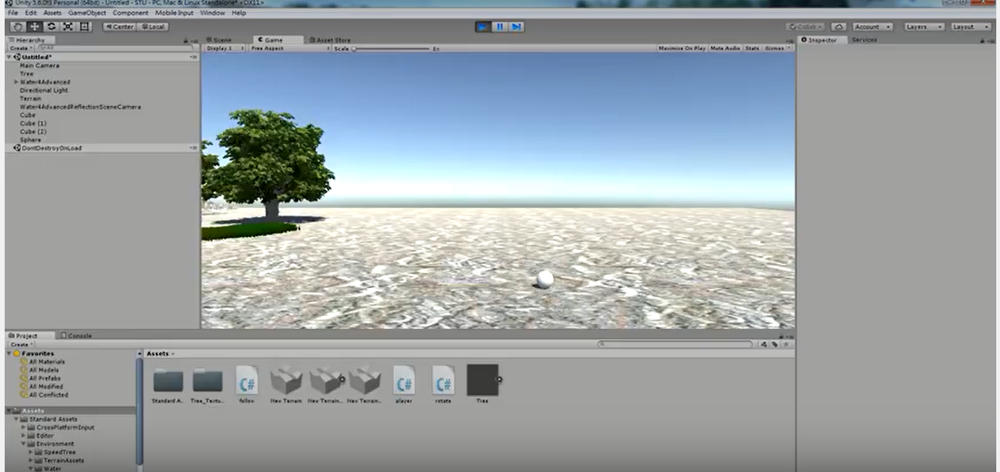 Unity 5.6.0f3 Personal (64bit) - Untitled - STU - PC, Mac & Linux Standalone* <DX11>
File Edit Assets GameObject Component Mobile Input Window Help
Center Local Collab Account Layers Layout
Hierarchy Scene Game Asset Store Inspector Services
Create All Display 1 Free Aspect Scale 1x Maximize On Play Mute Audio Stats Gizmos
Untitled*
Main Camera
Tree
Water4Advanced
Directional Light
Terrain
Water4AdvancedReflectionSceneCamera
Cube
Cube (1)
Cube (2)
Sphere
DontDestroyOnLoad
Project Console
Create
Favorites
All Materials
All Models
All Prefabs
All Modified
All Conflicted
Assets
Standard Assets
CrossPlatformInput
Editor
Environment
SpeedTree
TerrainAssets
Water
Assets
C# C# C#
Standard A... Tree_Textu... follow New Terrain New Terrain... New Terrain... player rotate Tree